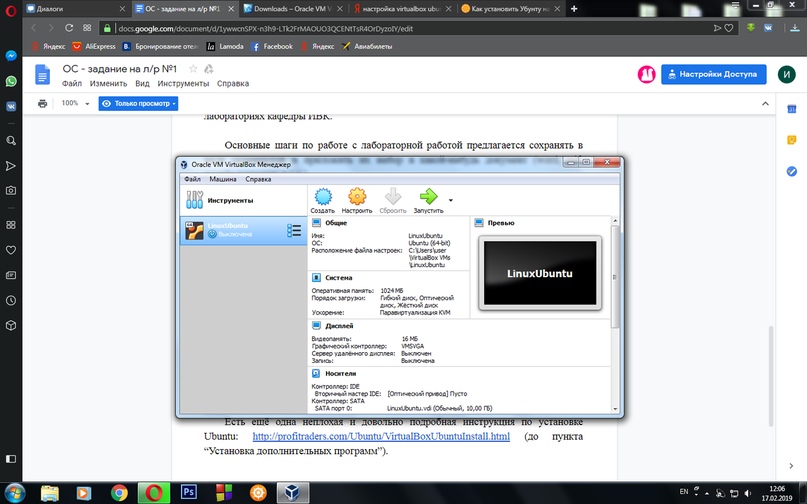 Диалоги
ОС - задание на л/р №1
Downloads – Oracle VM V
настройка virtualbox ubu
Как установить Убунту не
docs.google.com/document/d/1ywwcnSPX-n3h9-LTk2FrMAOUO3QCENtTsR4OrDyzoIY/edit
Яндекс
AliExpress
Бронирование отел
Lamoda
Facebook
Яндекс
Авиабилеты
ОС - задание на л/р №1
Файл Изменить Вид Инструменты Справка
Настройки Доступа
И
100%
Только просмотр
лабораториях кафедры ИВК.
Основные шаги по работе с лабораторной работой предлагается сохранять в
Oracle VM VirtualBox Менеджер
Файл Машина Справка
Инструменты
LinuxUbuntu
Выключена
Создать Настроить Сбросить Запустить
Общие
Имя: LinuxUbuntu
ОС: Ubuntu (64-bit)
Расположение файла настроек: C:\Users\user
\VirtualBox VMs
\LinuxUbuntu
Превью
LinuxUbuntu
Система
Оперативная память: 1024 МБ
Порядок загрузки: Гибкий диск, Оптический
диск, Жёсткий диск
Ускорение: Паравиртуализация KVM
Дисплей
Видеопамять: 16 МБ
Графический контроллер: VMSVGA
Сервер удалённого дисплея: Выключен
Запись: Выключена
Носители
Контроллер: IDE
Вторичный мастер IDE: [Оптический привод] Пусто
Контроллер: SATA
SATA порт 0: LinuxUbuntu.vdi (Обычный, 10,00 ГБ)
Есть ещё одна неплохая и довольно подробная инструкция по установке
Ubuntu: http://profitraders.com/Ubuntu/VirtualBoxUbuntuInstall.html (до пункта
“Установка дополнительных программ”).
EN
12:06
17.02.2019